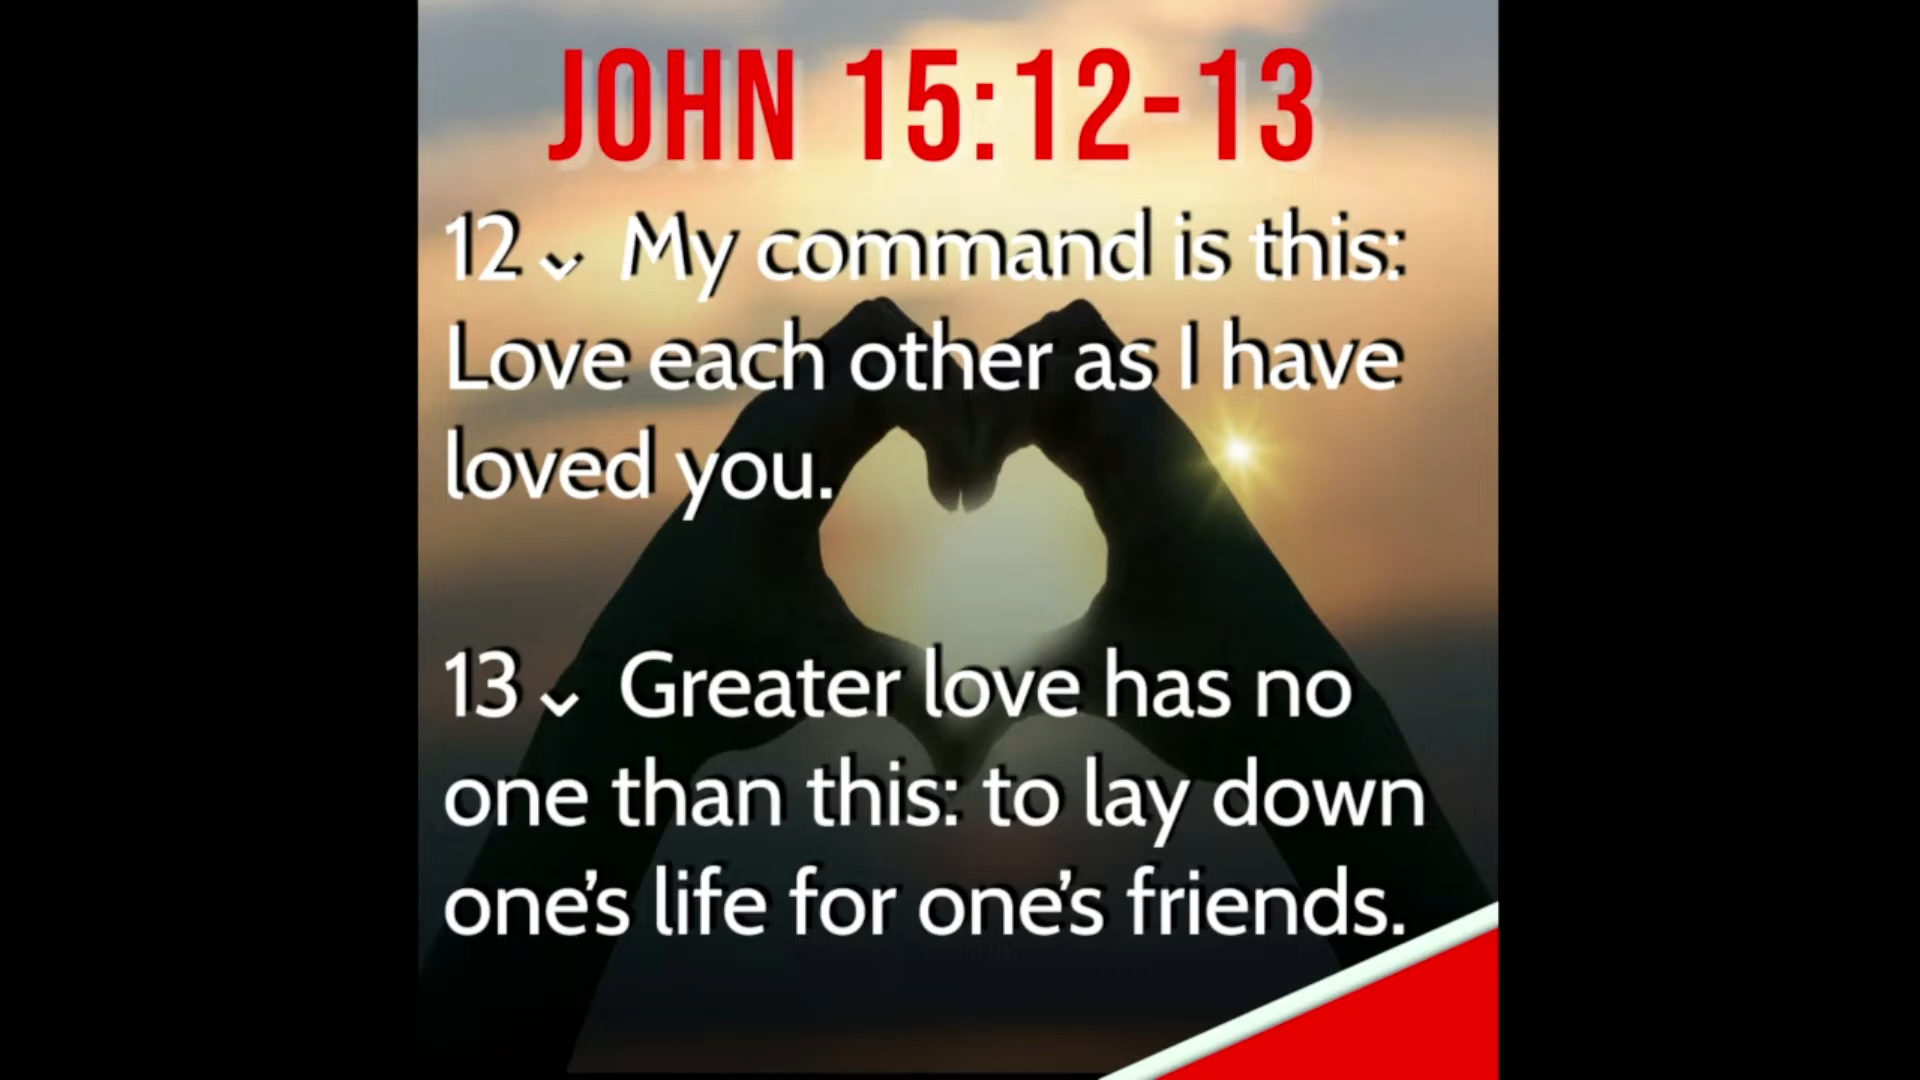 JOHN 15:12-13
12⌄ My command is this:
Love each other as I have
loved you.
13⌄ Greater love has no
one than this: to lay down
one’s life for one’s friends.